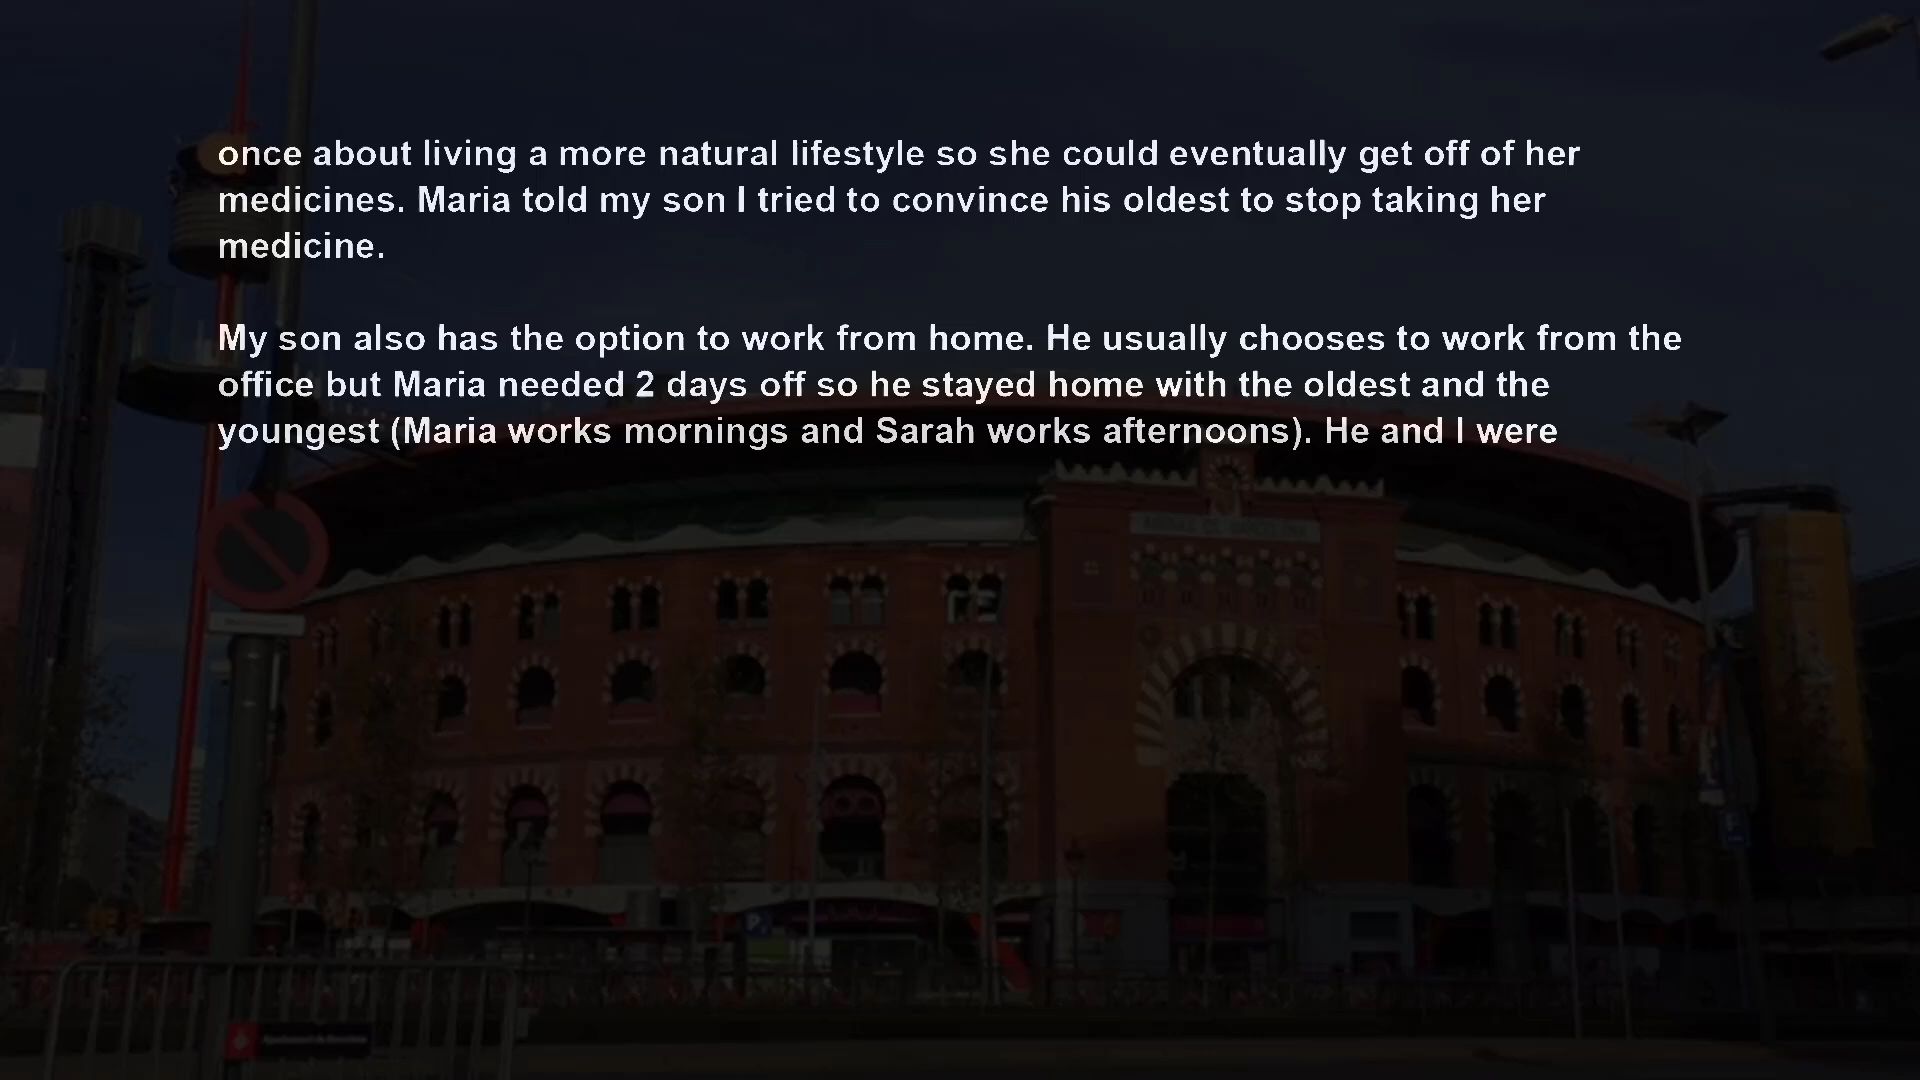 once about living a more natural lifestyle so she could eventually get off of her
medicines. Maria told my son I tried to convince his oldest to stop taking her
medicine.
My son also has the option to work from home. He usually chooses to work from the
office but Maria needed 2 days off so he stayed home with the oldest and the
youngest (Maria works mornings and Sarah works afternoons). He and I were